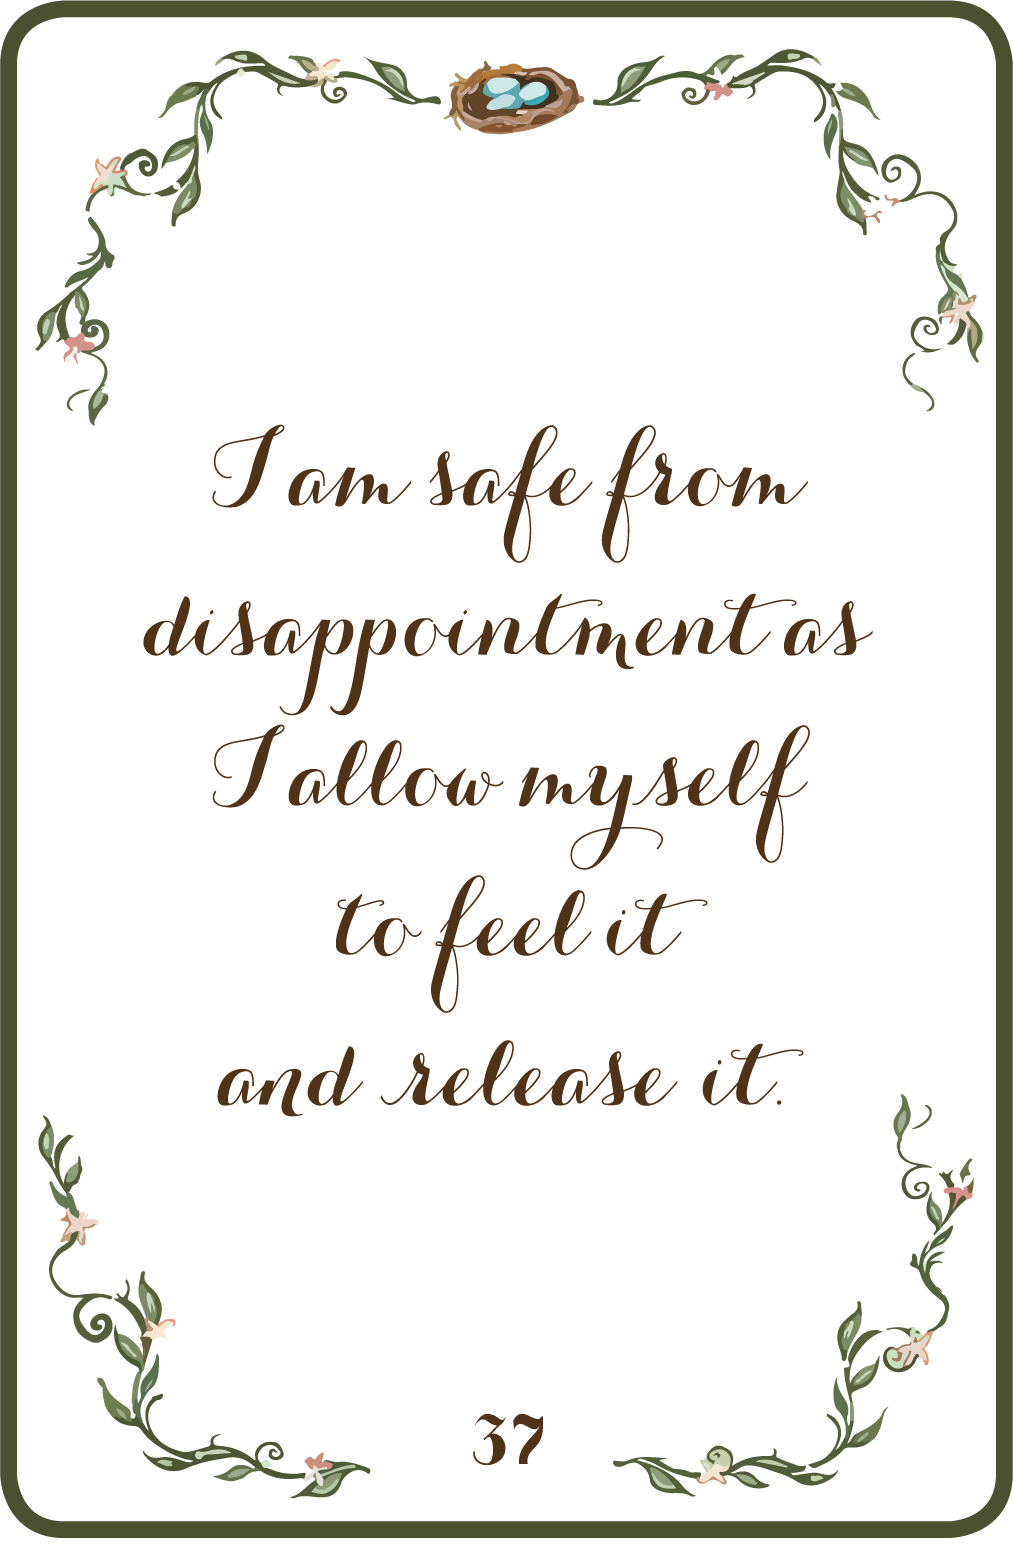 I am safe from
disappointment as
I allow myself
to feel it
and release it.
37